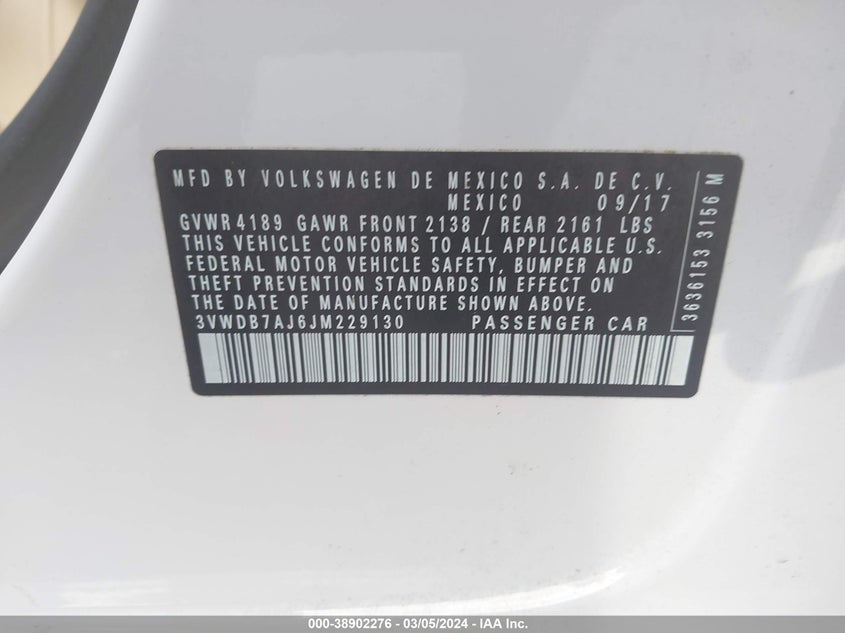 MFD BY VOLKSWAGEN DE MEXICO S.A. DE C.V.
MEXICO 09/17
GVWR 4189 GAWR FRONT 2138 / REAR 2161 LBS
THIS VEHICLE CONFORMS TO ALL APPLICABLE U.S.
FEDERAL MOTOR VEHICLE SAFETY, BUMPER AND
THEFT PREVENTION STANDARDS IN EFFECT ON
THE DATE OF MANUFACTURE SHOWN ABOVE.
3VWDB7AJ6JM229130 PASSENGER CAR
3636153 3156 M
000-38902276 - 03/05/2024 - IAA Inc.